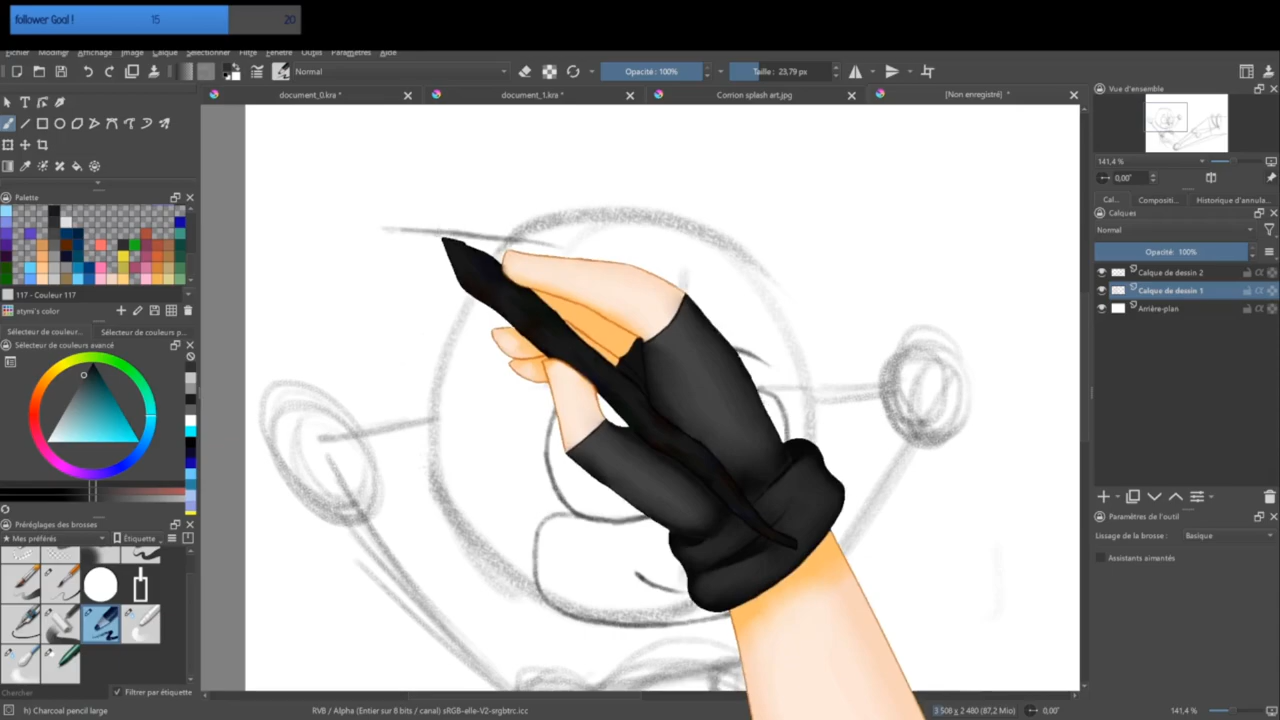 follower Goal ! 15 20
Fichier Modifier Affichage Image Calque Sélectionner Filtre Fenêtre Outils Paramètres Aide
Normal Opacité : 100% Taille : 23,79 px
document_0.kra * document_1.kra * Corrion splash art.jpg [Non enregistré] *
Vue d'ensemble
141,4 %
0,00°
Palette
Cal... Compositi... Historique d'annula...
Calques
Normal
Opacité: 100%
Calque de dessin 2
Calque de dessin 1
Arrière-plan
117 - Couleur 117
atymi's color
Sélecteur de couleur... Sélecteur de couleurs p...
Sélecteur de couleurs avancé
Préréglages des brosses
Mes préférés Étiquette
Paramètres de l'outil
Lissage de la brosse : Basique
Assistants aimantés
Chercher Filtrer par étiquette
h) Charcoal pencil large RVB / Alpha (Entier sur 8 bits / canal) sRGB-elle-V2-srgbtrc.icc 3 508 x 2 480 (87,2 Mio) 0,00° 141,4 %